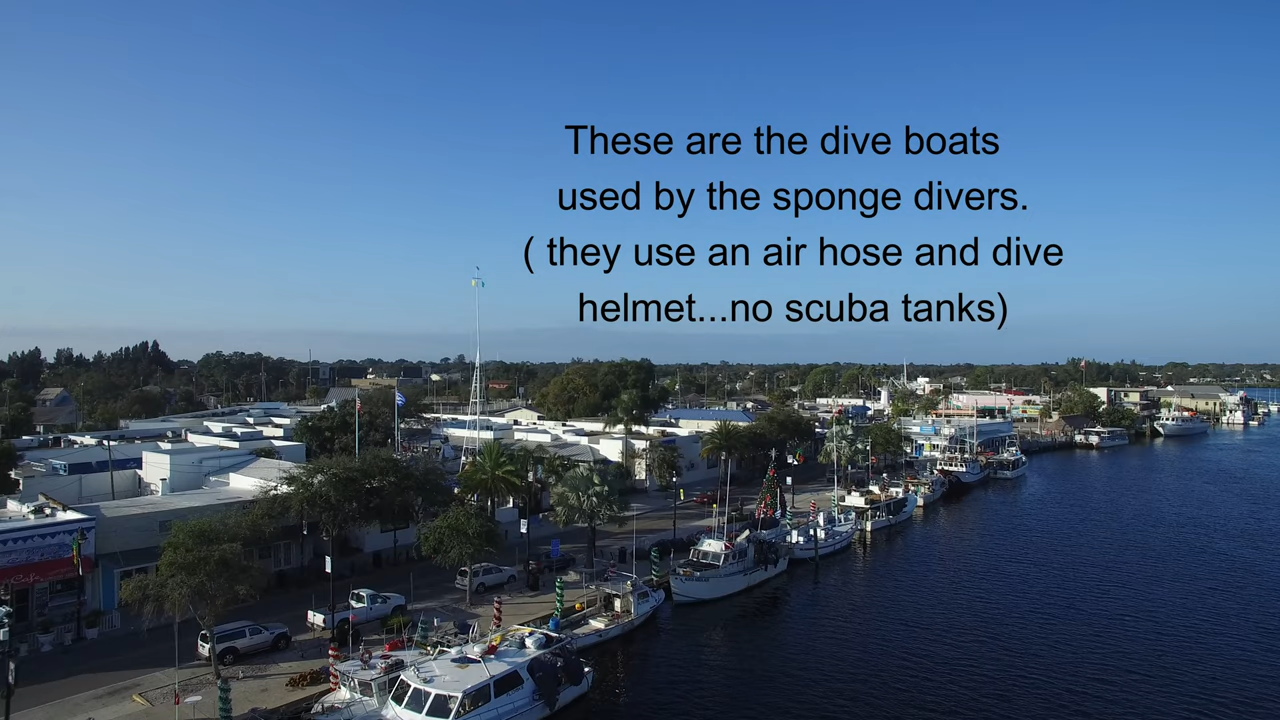 These are the dive boats
used by the sponge divers.
( they use an air hose and dive
helmet...no scuba tanks)